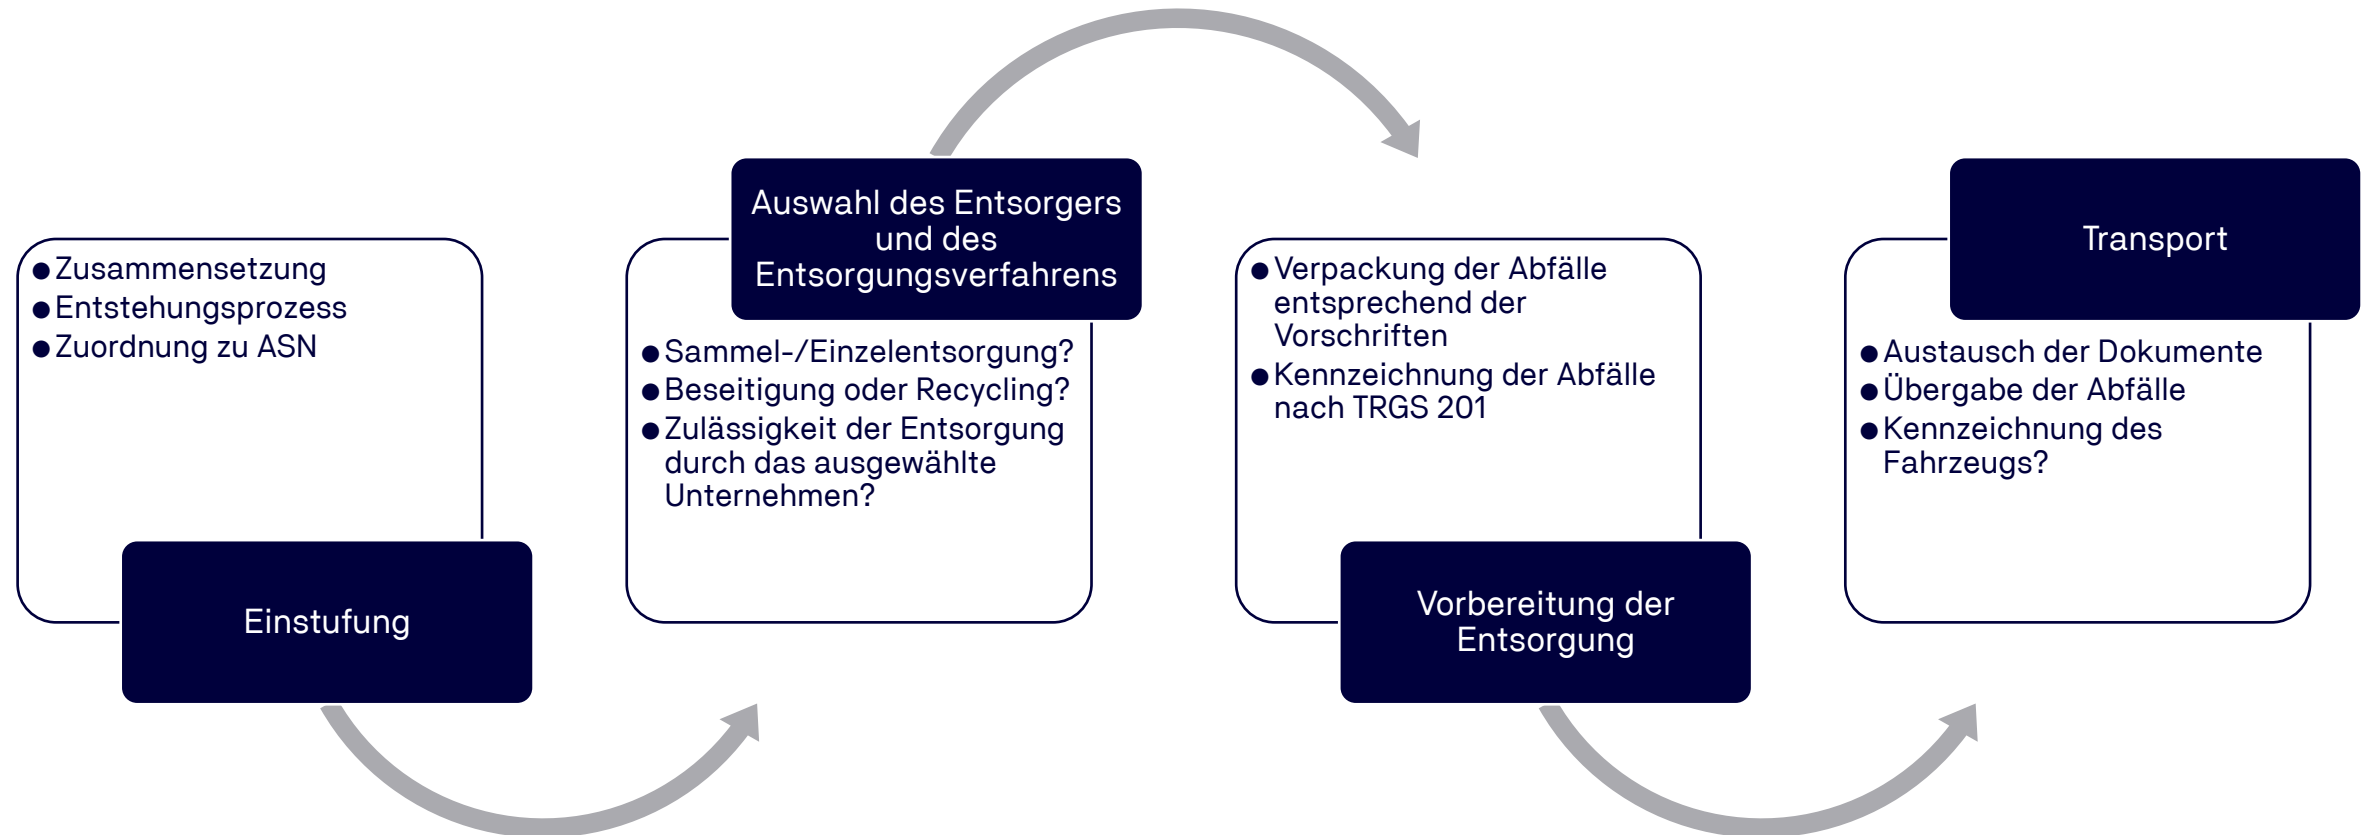 ● Zusammensetzung
● Entstehungsprozess
● Zuordnung zu ASN
Einstufung
Auswahl des Entsorgers
und des
Entsorgungsverfahrens
● Sammel-/Einzelentsorgung?
● Beseitigung oder Recycling?
● Zulässigkeit der Entsorgung
durch das ausgewählte
Unternehmen?
● Verpackung der Abfälle
entsprechend der
Vorschriften
● Kennzeichnung der Abfälle
nach TRGS 201
Vorbereitung der
Entsorgung
Transport
● Austausch der Dokumente
● Übergabe der Abfälle
● Kennzeichnung des
Fahrzeugs?